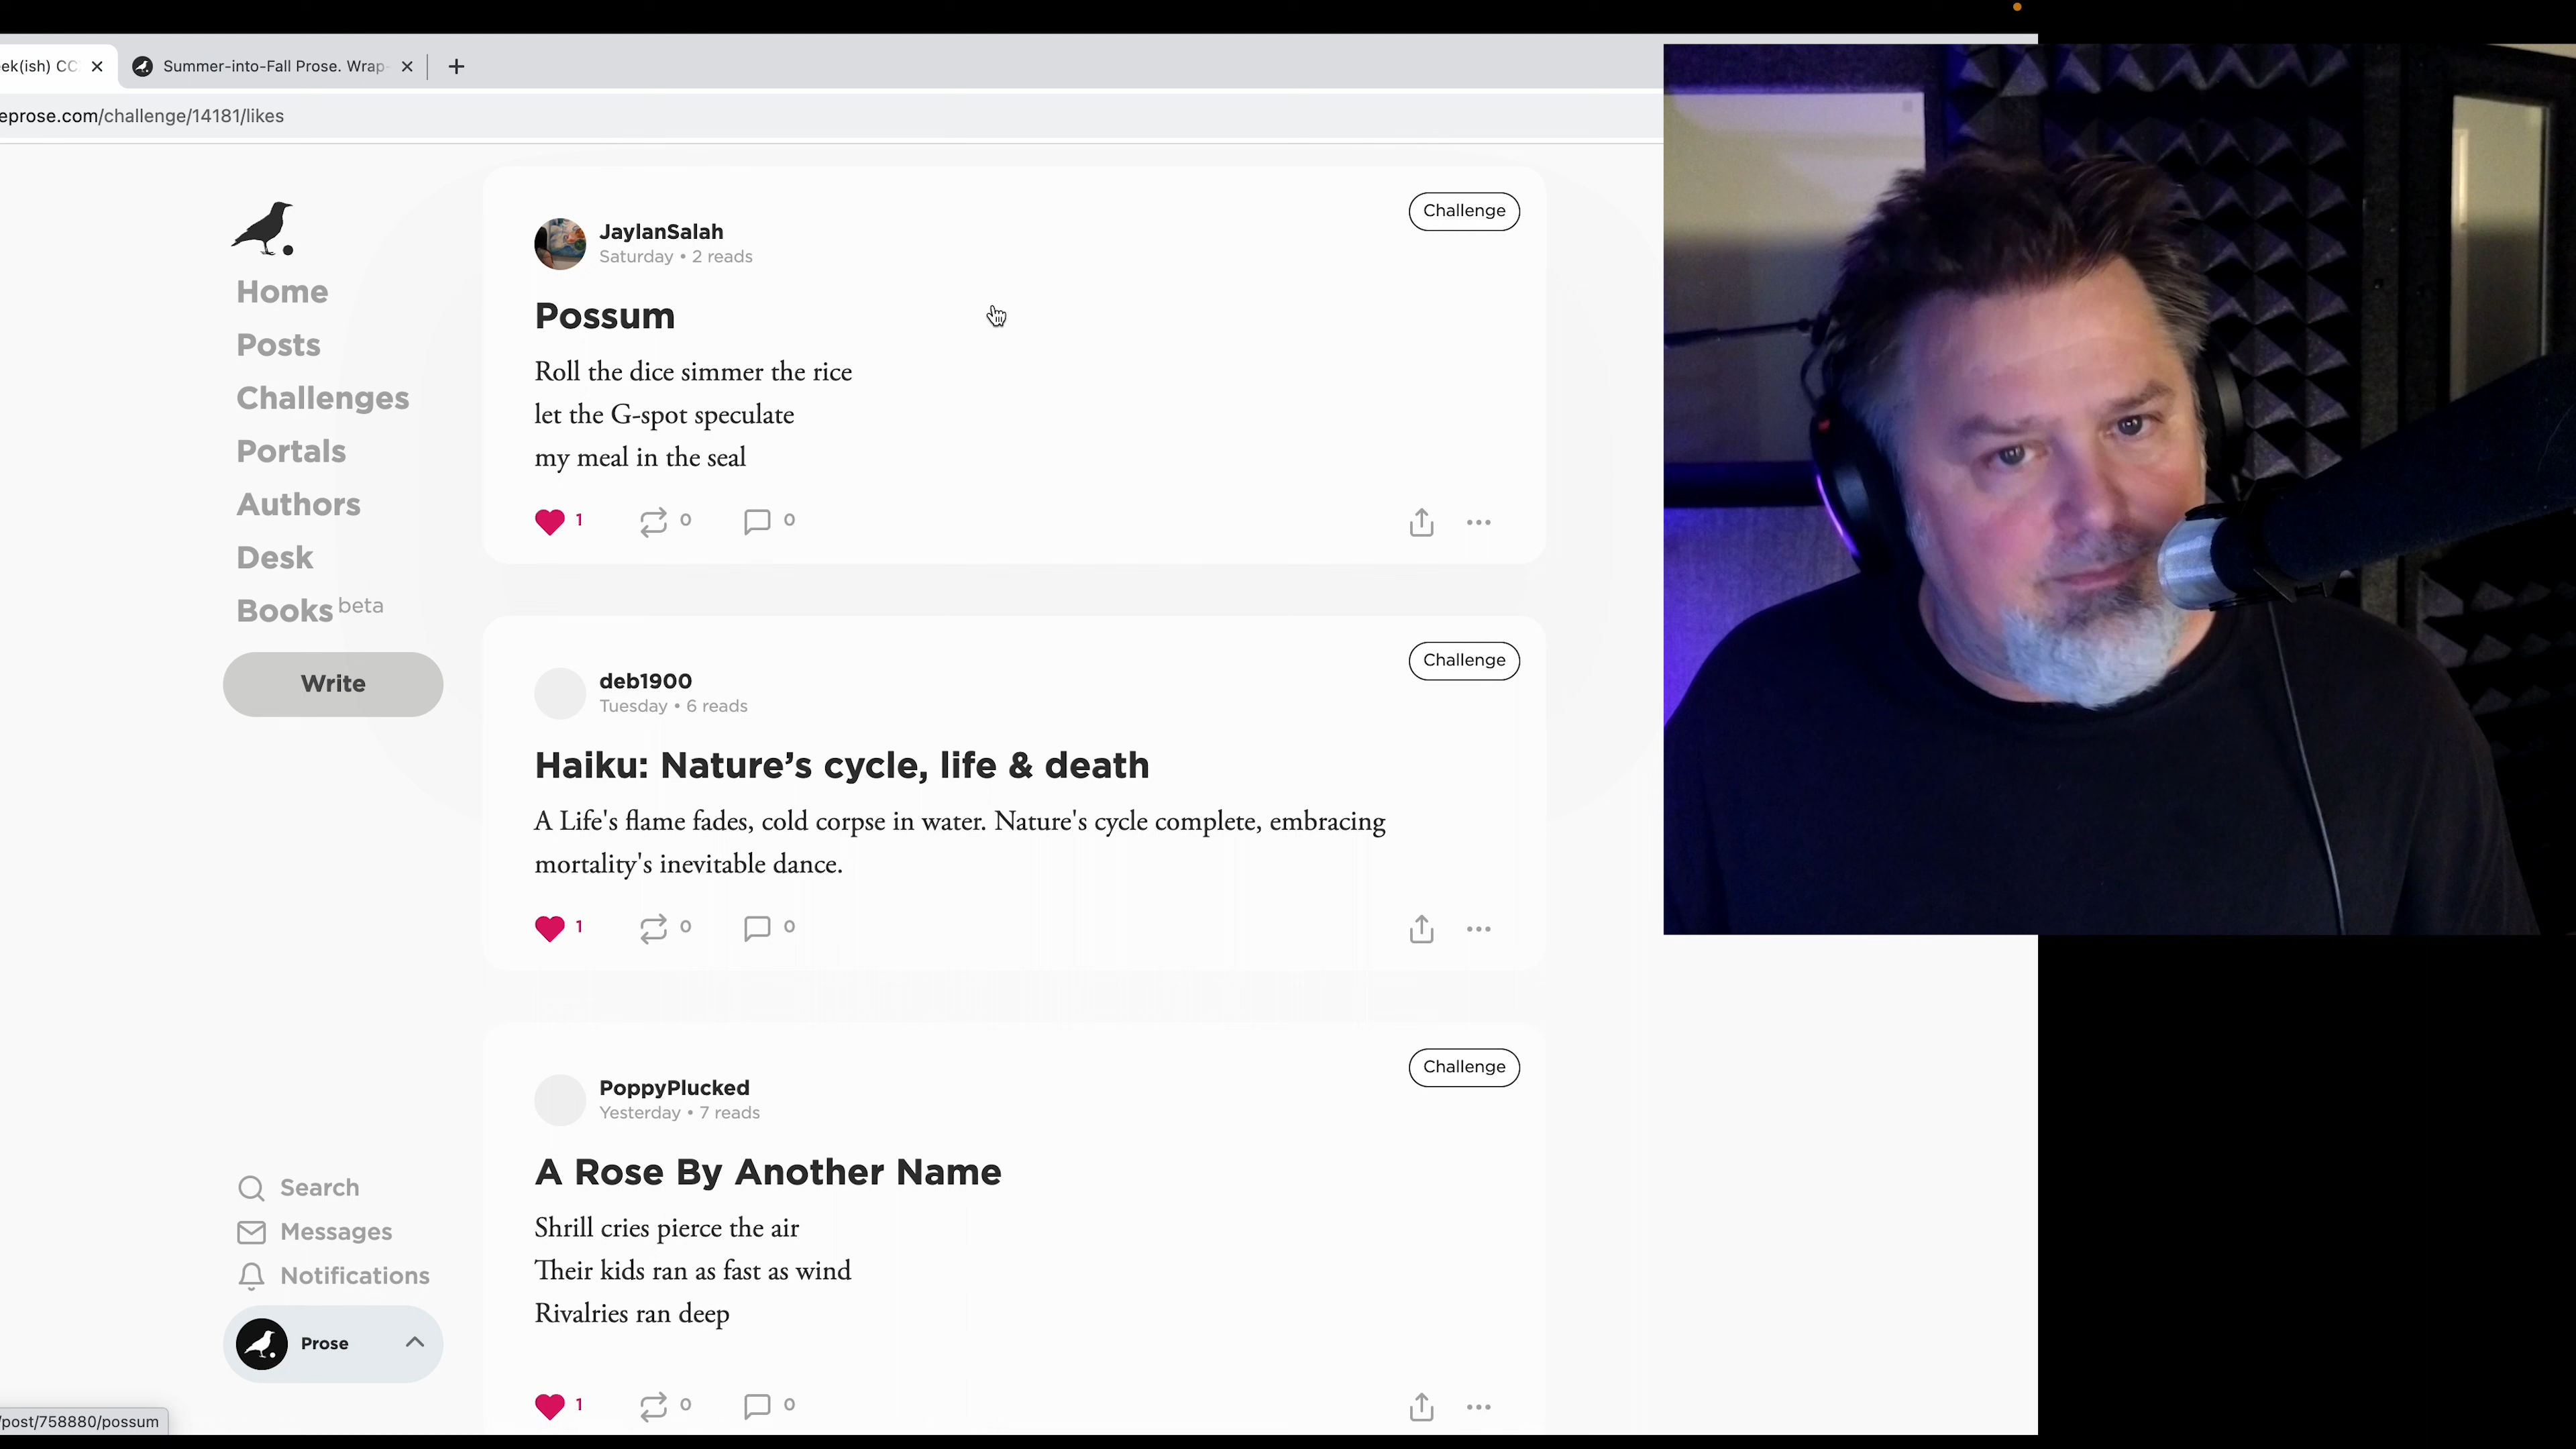 ek(ish) CC
Summer-into-Fall Prose. Wrap-
eprose.com/challenge/14181/likes
Home
Posts
Challenges
Portals
Authors
Desk
Books beta
Write
Search
Messages
Notifications
Prose
/post/758880/possum
JaylanSalah
Saturday • 2 reads
Challenge
Possum
Roll the dice simmer the rice
let the G-spot speculate
my meal in the seal
1 0 0
deb1900
Tuesday • 6 reads
Challenge
Haiku: Nature’s cycle, life & death
A Life's flame fades, cold corpse in water. Nature's cycle complete, embracing
mortality's inevitable dance.
1 0 0
PoppyPlucked
Yesterday • 7 reads
Challenge
A Rose By Another Name
Shrill cries pierce the air
Their kids ran as fast as wind
Rivalries ran deep
1 0 0